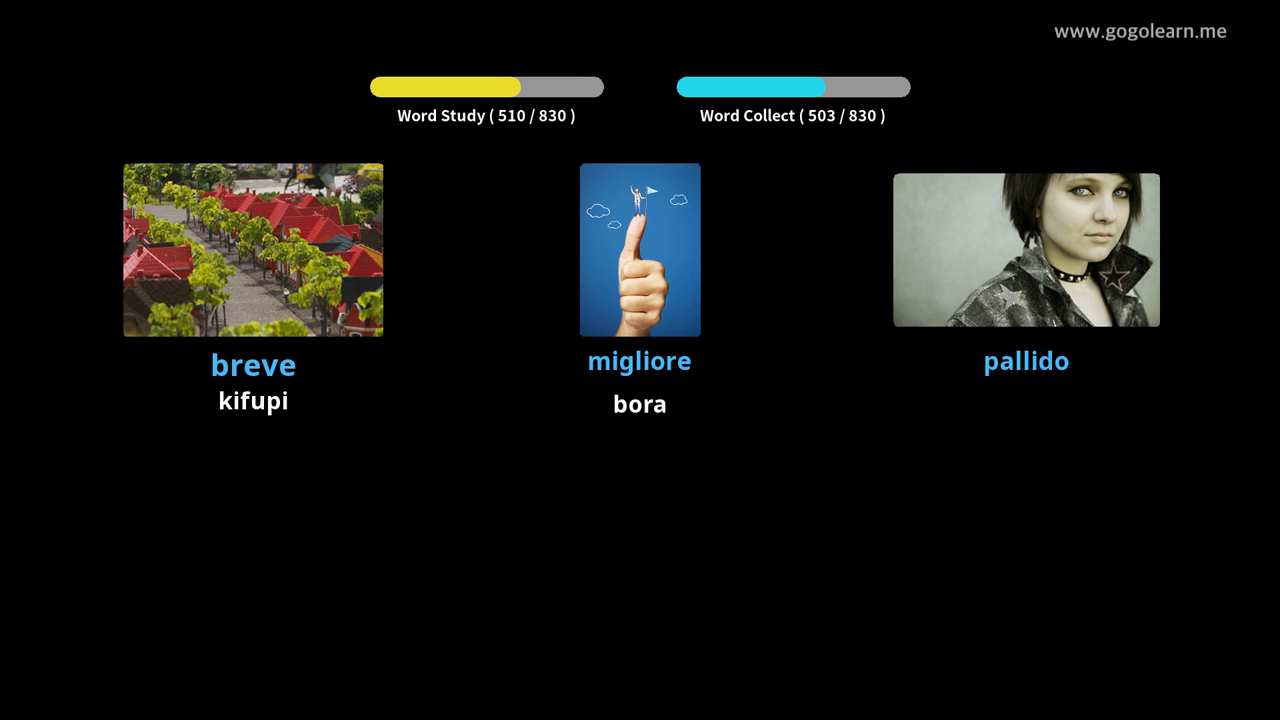 www.gogolearn.me
Word Study ( 510 / 830 )
Word Collect ( 503 / 830 )
breve
kifupi
migliore
bora
pallido